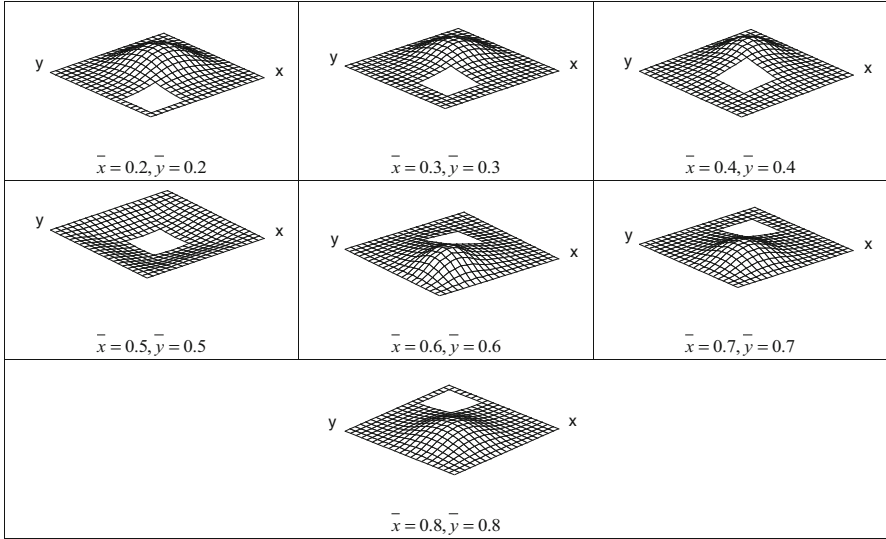 y x y x y x
x̄ = 0.2, ȳ = 0.2 x̄ = 0.3, ȳ = 0.3 x̄ = 0.4, ȳ = 0.4
y x y x y x
x̄ = 0.5, ȳ = 0.5 x̄ = 0.6, ȳ = 0.6 x̄ = 0.7, ȳ = 0.7
y x
x̄ = 0.8, ȳ = 0.8